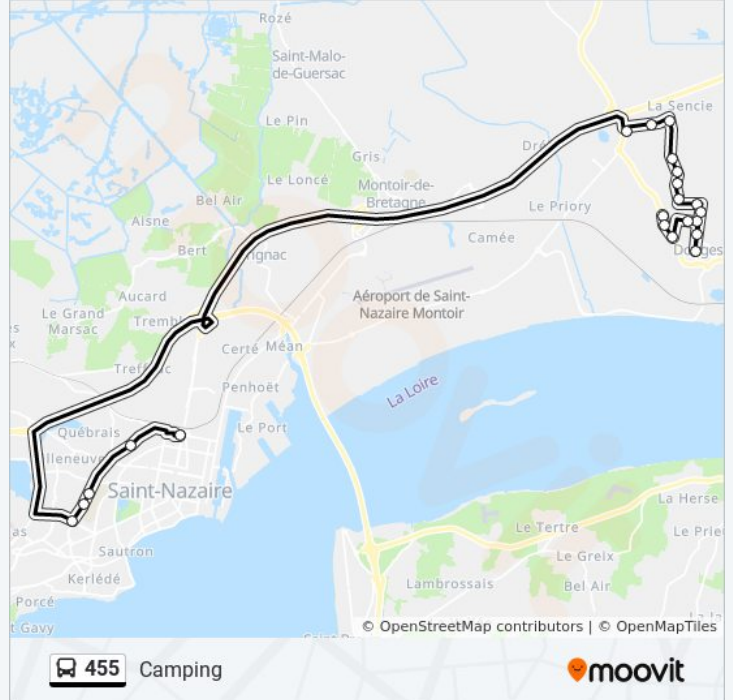 Rozé
Saint-Malo-
de-Guersac
La Sencie
Le Pin
Gris
Le Loncé
Montoir-de-
Bretagne
Bel Air
Le Priory
Aisne
Camée
Bert
Aucard
Aéroport de Saint-
Nazaire Montoir
Le Grand
Marsac
Certé
Méan
Penhoët
La Loire
Le Port
Québrais
Saint-Nazaire
La Herse
Le Tertre
Sautron
Le Greix
Kerlédé
Lambrossais
Bel Air
Porcé
t Gavy
© OpenStreetMap contributors | © OpenMapTiles
455 Camping
moovit